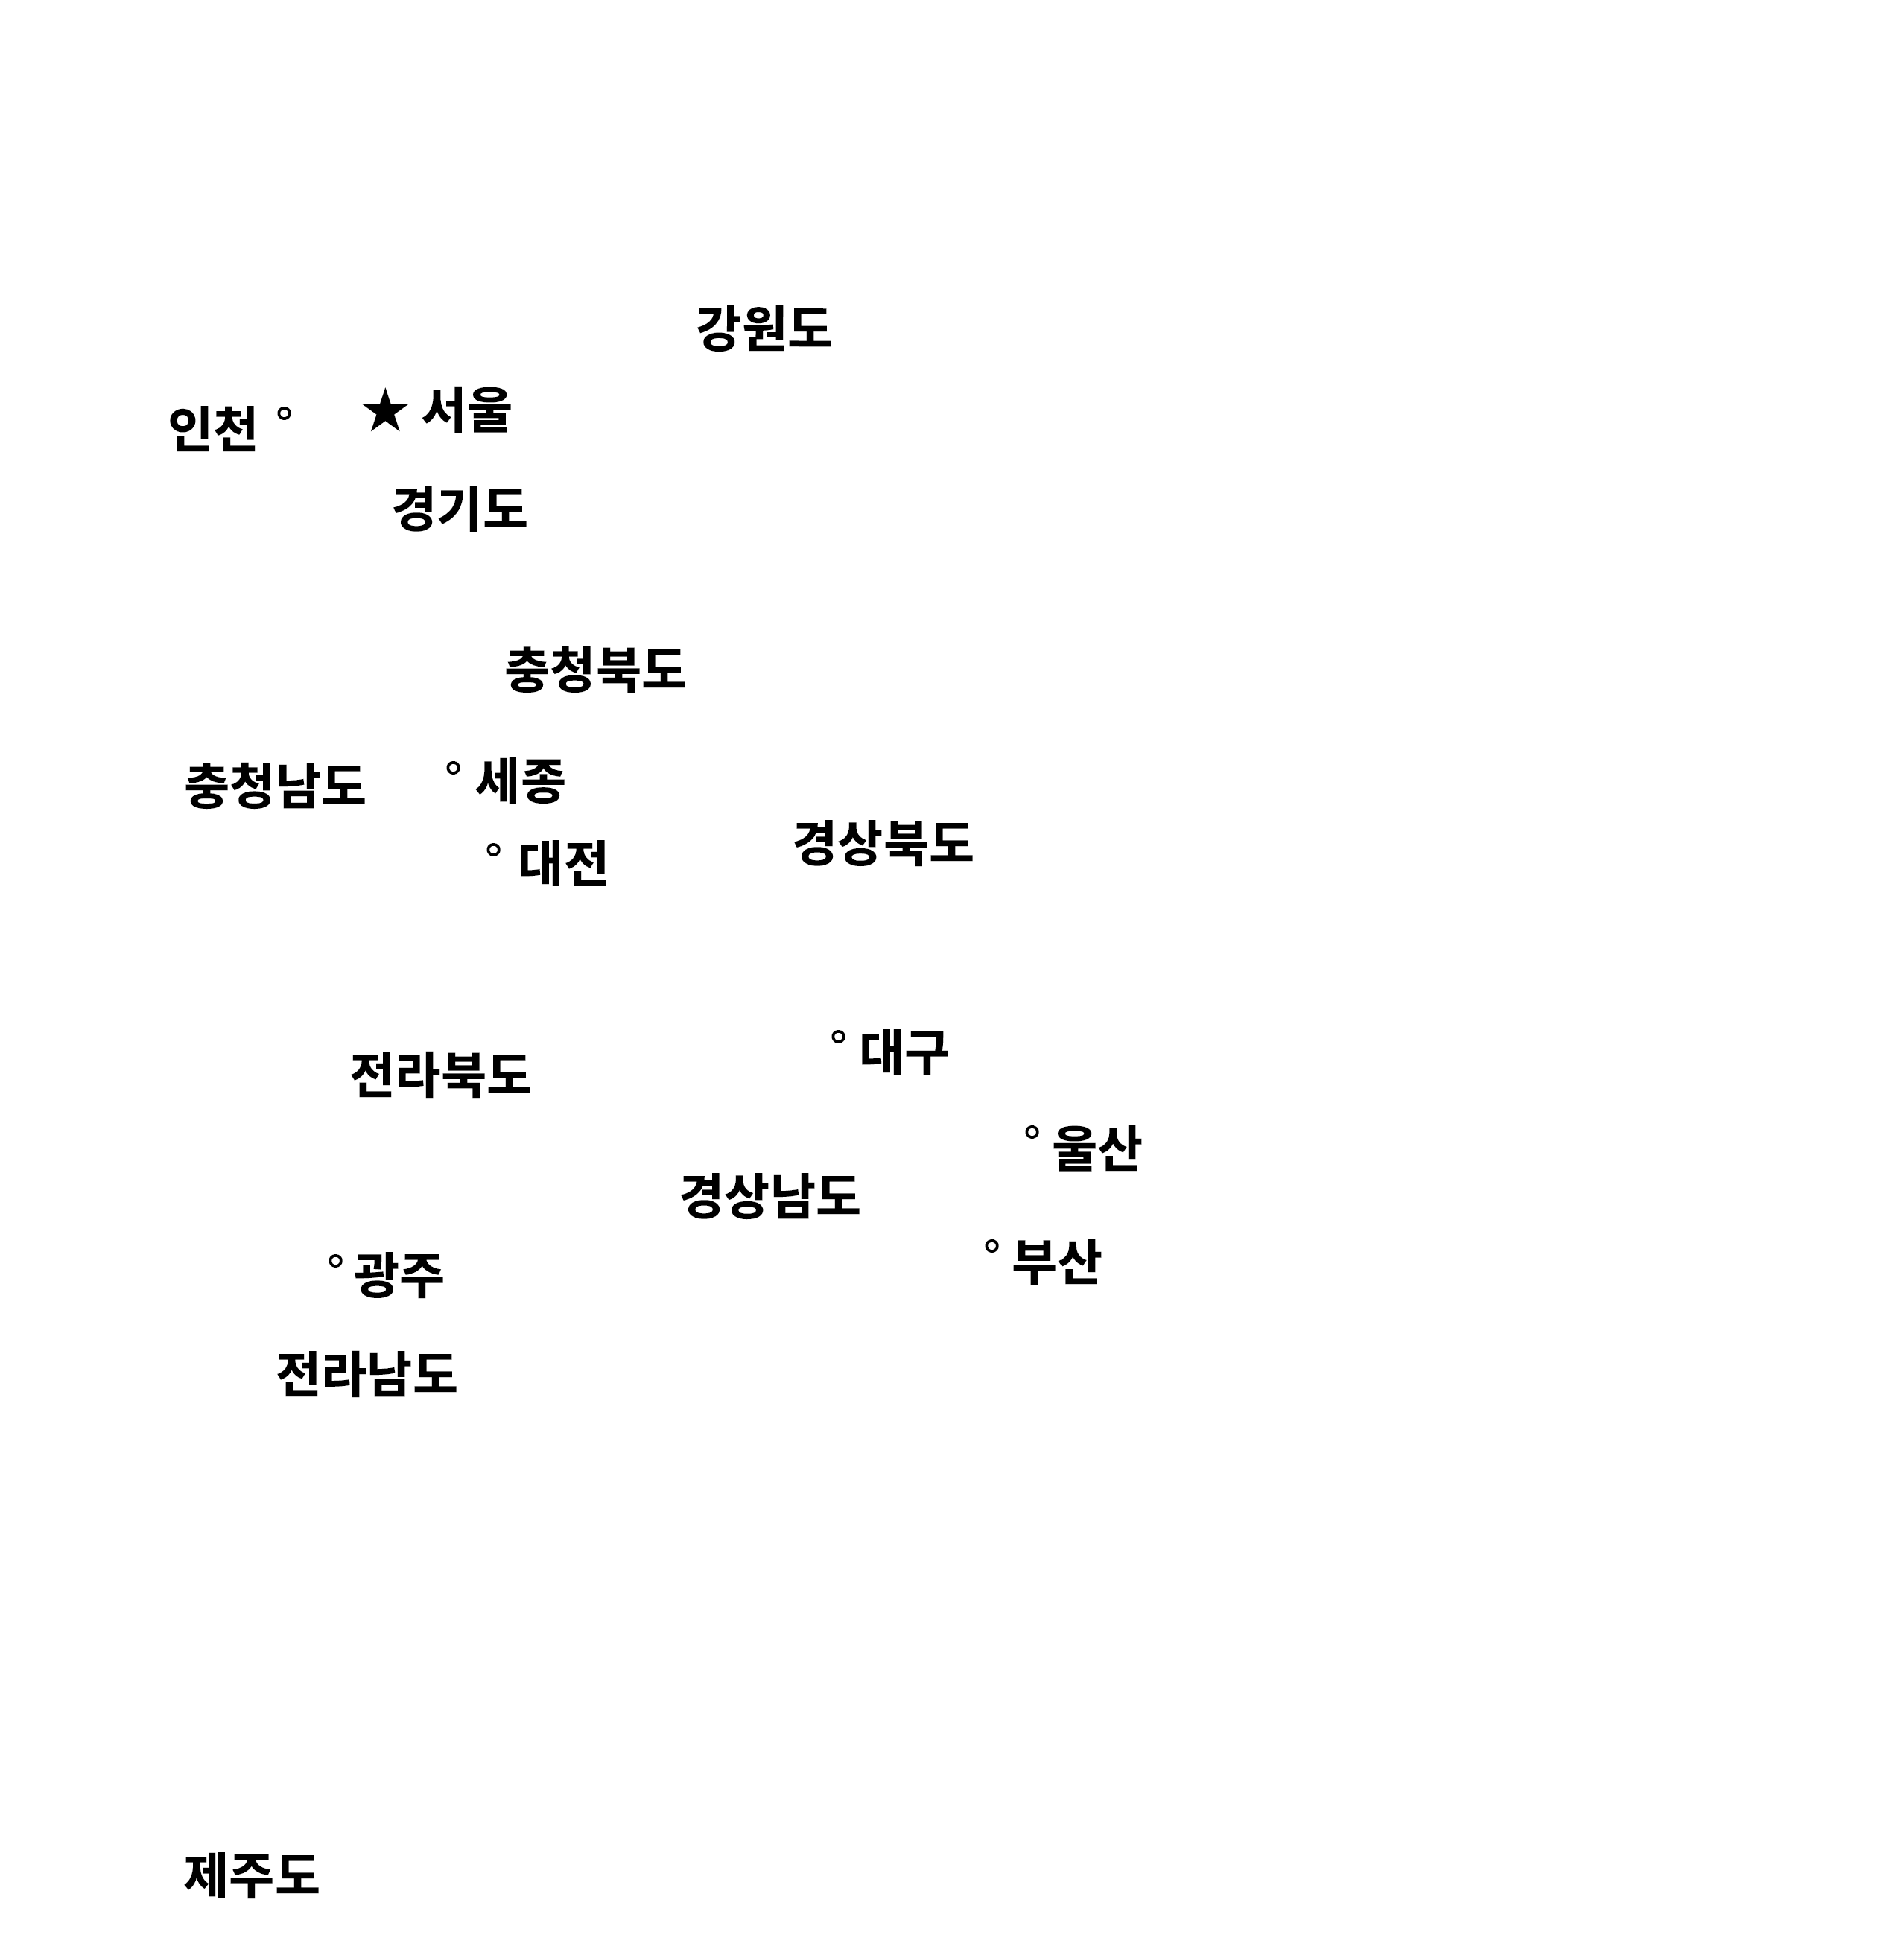 강원도
★ 서울
인천 °
경기도
충청북도
° 세종
충청남도
경상북도
° 대전
° 대구
전라북도
° 울산
경상남도
° 부산
° 광주
전라남도
제주도